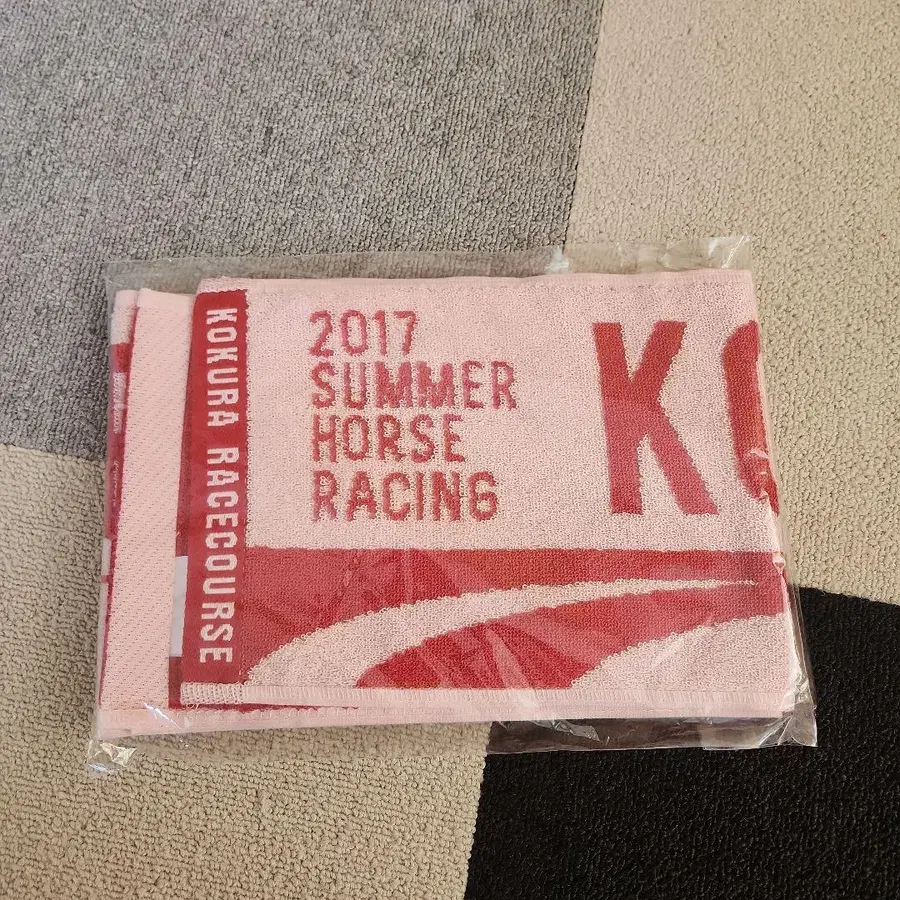 KOKURA RACECOURSE
2017
SUMMER
HORSE
RACING